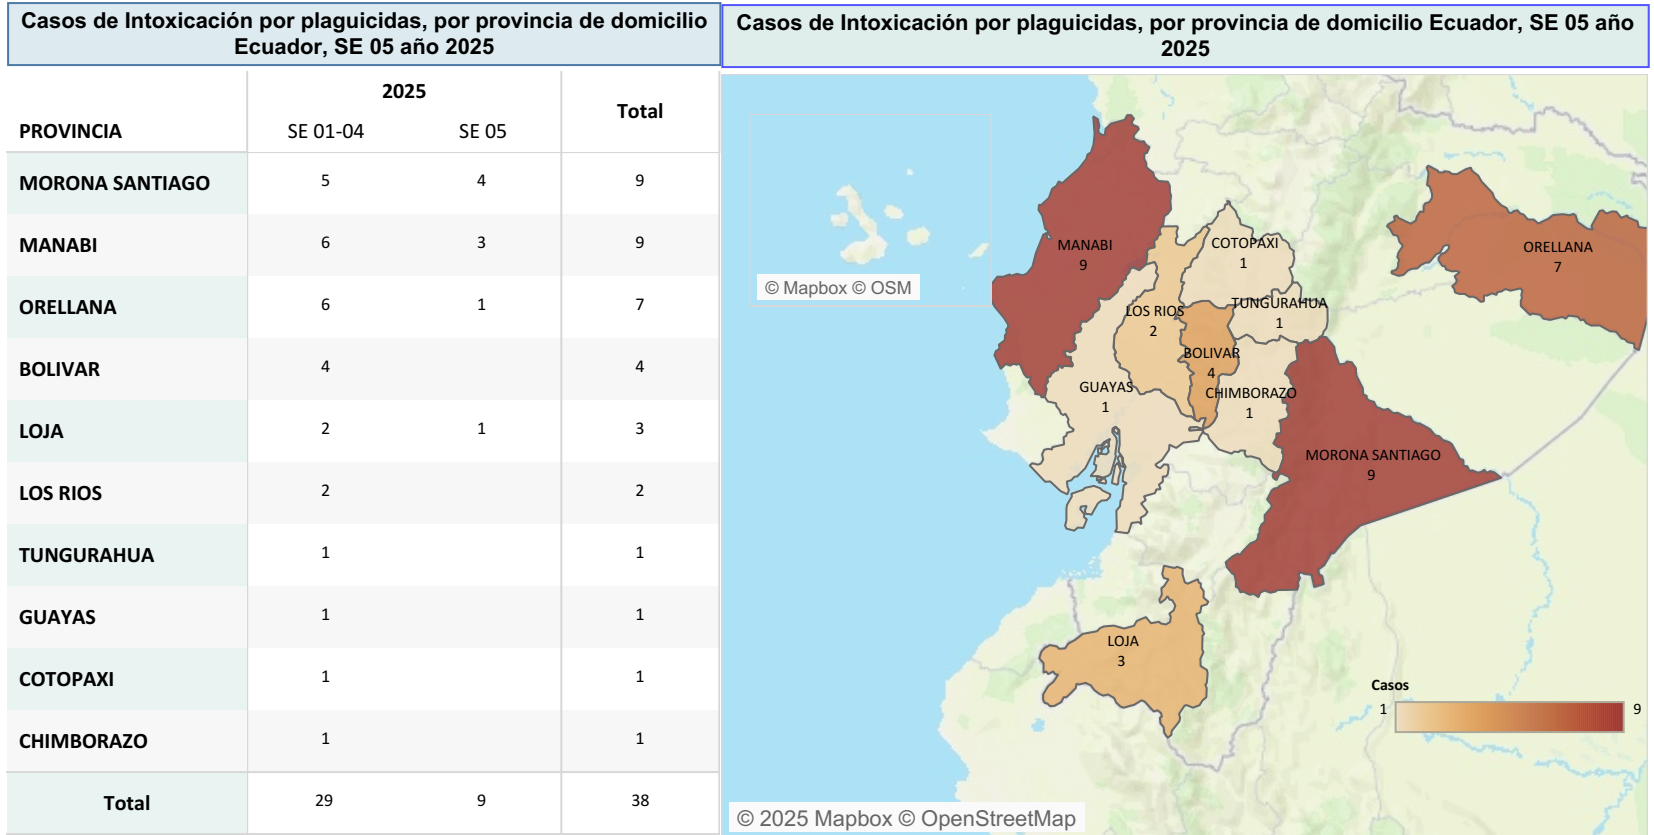 Casos de Intoxicación por plaguicidas, por provincia de domicilio
Ecuador, SE 05 año 2025
PROVINCIA 2025 Total
SE 01-04 SE 05
MORONA SANTIAGO 5 4 9
MANABI 6 3 9
ORELLANA 6 1 7
BOLIVAR 4 4
LOJA 2 1 3
LOS RIOS 2 2
TUNGURAHUA 1 1
GUAYAS 1 1
COTOPAXI 1 1
CHIMBORAZO 1 1
Total 29 9 38
Casos de Intoxicación por plaguicidas, por provincia de domicilio Ecuador, SE 05 año
2025
© Mapbox © OSM
MANABI
9
COTOPAXI
1
ORELLANA
7
TUNGURAHUA
1
LOS RIOS
2
BOLIVAR
4
GUAYAS
1
CHIMBORAZO
1
MORONA SANTIAGO
9
LOJA
3
Casos
1 9
© 2025 Mapbox © OpenStreetMap